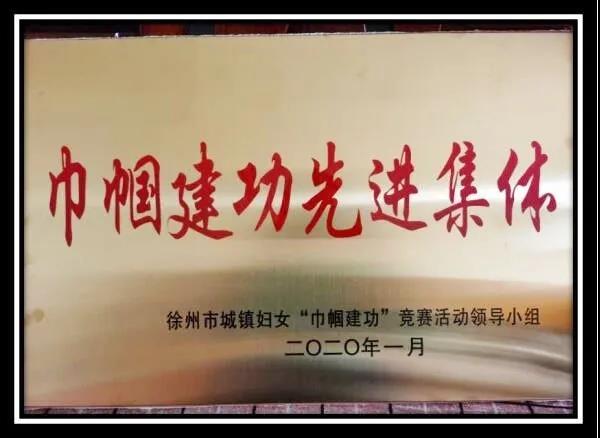 巾帼建功先进集体
徐州市城镇妇女“巾帼建功”竞赛活动领导小组
二〇二〇年一月